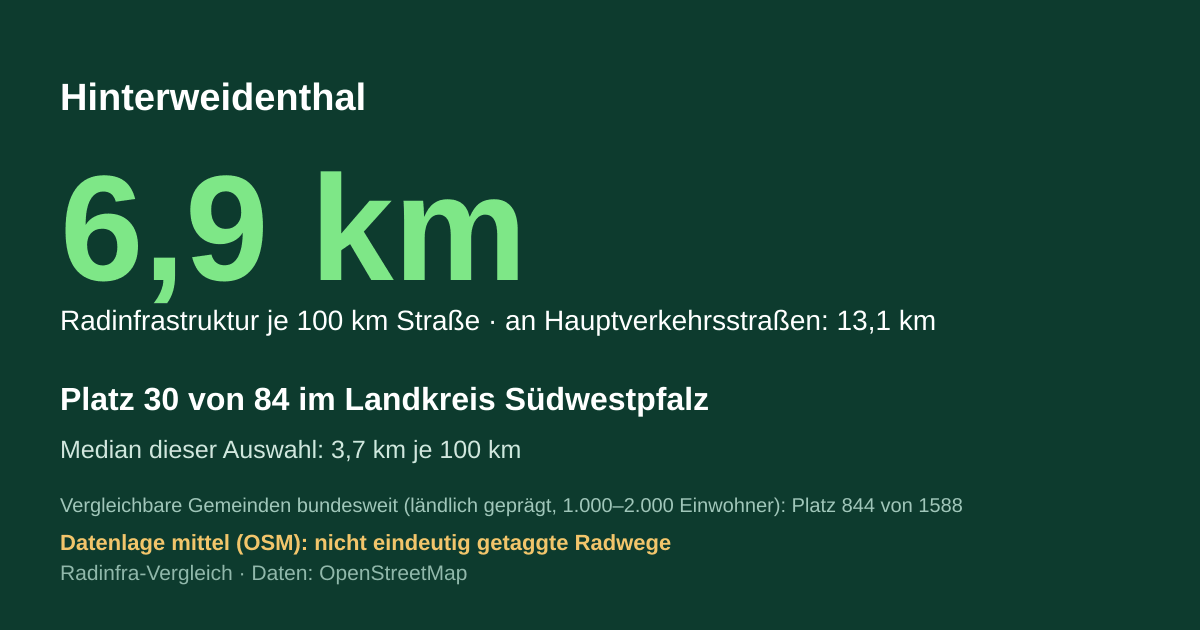 Hinterweidenthal
6,9 km
Radinfrastruktur je 100 km Straße · an Hauptverkehrsstraßen: 13,1 km
Platz 30 von 84 im Landkreis Südwestpfalz
Median dieser Auswahl: 3,7 km je 100 km
Vergleichbare Gemeinden bundesweit (ländlich geprägt, 1.000–2.000 Einwohner): Platz 844 von 1588
Datenlage mittel (OSM): nicht eindeutig getaggte Radwege
Radinfra-Vergleich · Daten: OpenStreetMap